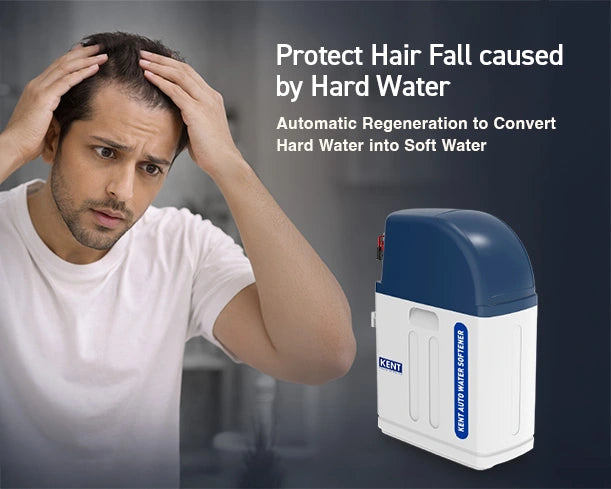 Protect Hair Fall caused
by Hard Water
Automatic Regeneration to Convert
Hard Water into Soft Water
KENT
KENT AUTO WATER SOFTENER